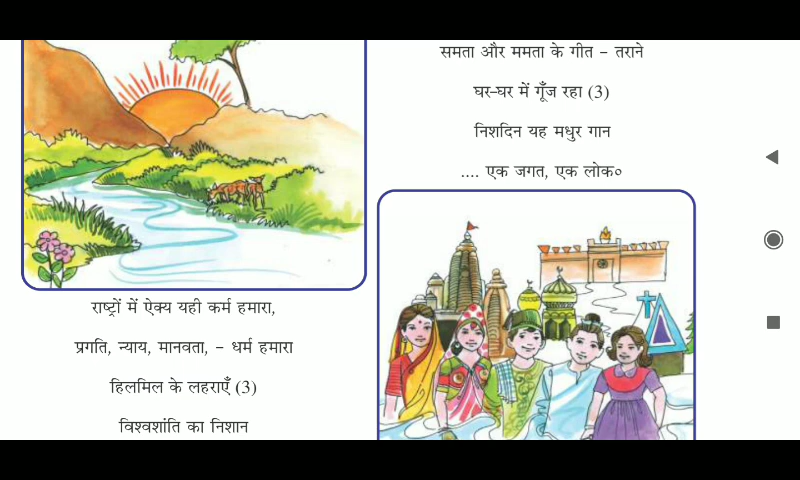 राष्ट्रों में ऐक्य यही कर्म हमारा,
प्रगति, न्याय, मानवता, - धर्म हमारा
हिलमिल के लहराएँ (3)
विश्वशांति का निशान
समता और ममता के गीत - तराने
घर-घर में गूँज रहा (3)
निशदिन यह मधुर गान
.... एक जगत, एक लोक०